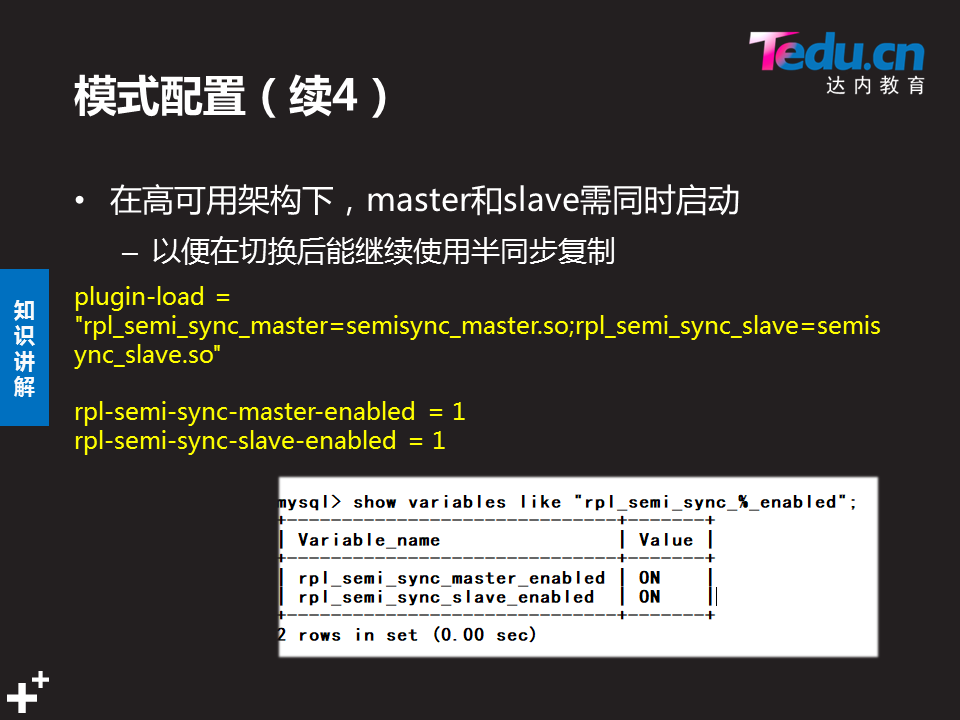 Tedu.cn
达内教育
模式配置（续4）
• 在高可用架构下，master和slave需同时启动
– 以便在切换后能继续使用半同步复制
知识讲解
plugin-load =
"rpl_semi_sync_master=semisync_master.so;rpl_semi_sync_slave=semis
ync_slave.so"
rpl-semi-sync-master-enabled = 1
rpl-semi-sync-slave-enabled = 1
mysql> show variables like "rpl_semi_sync_%_enabled";
+------------------------------+-------+
| Variable_name | Value |
+------------------------------+-------+
| rpl_semi_sync_master_enabled | ON |
| rpl_semi_sync_slave_enabled | ON |
+------------------------------+-------+
2 rows in set (0.00 sec)